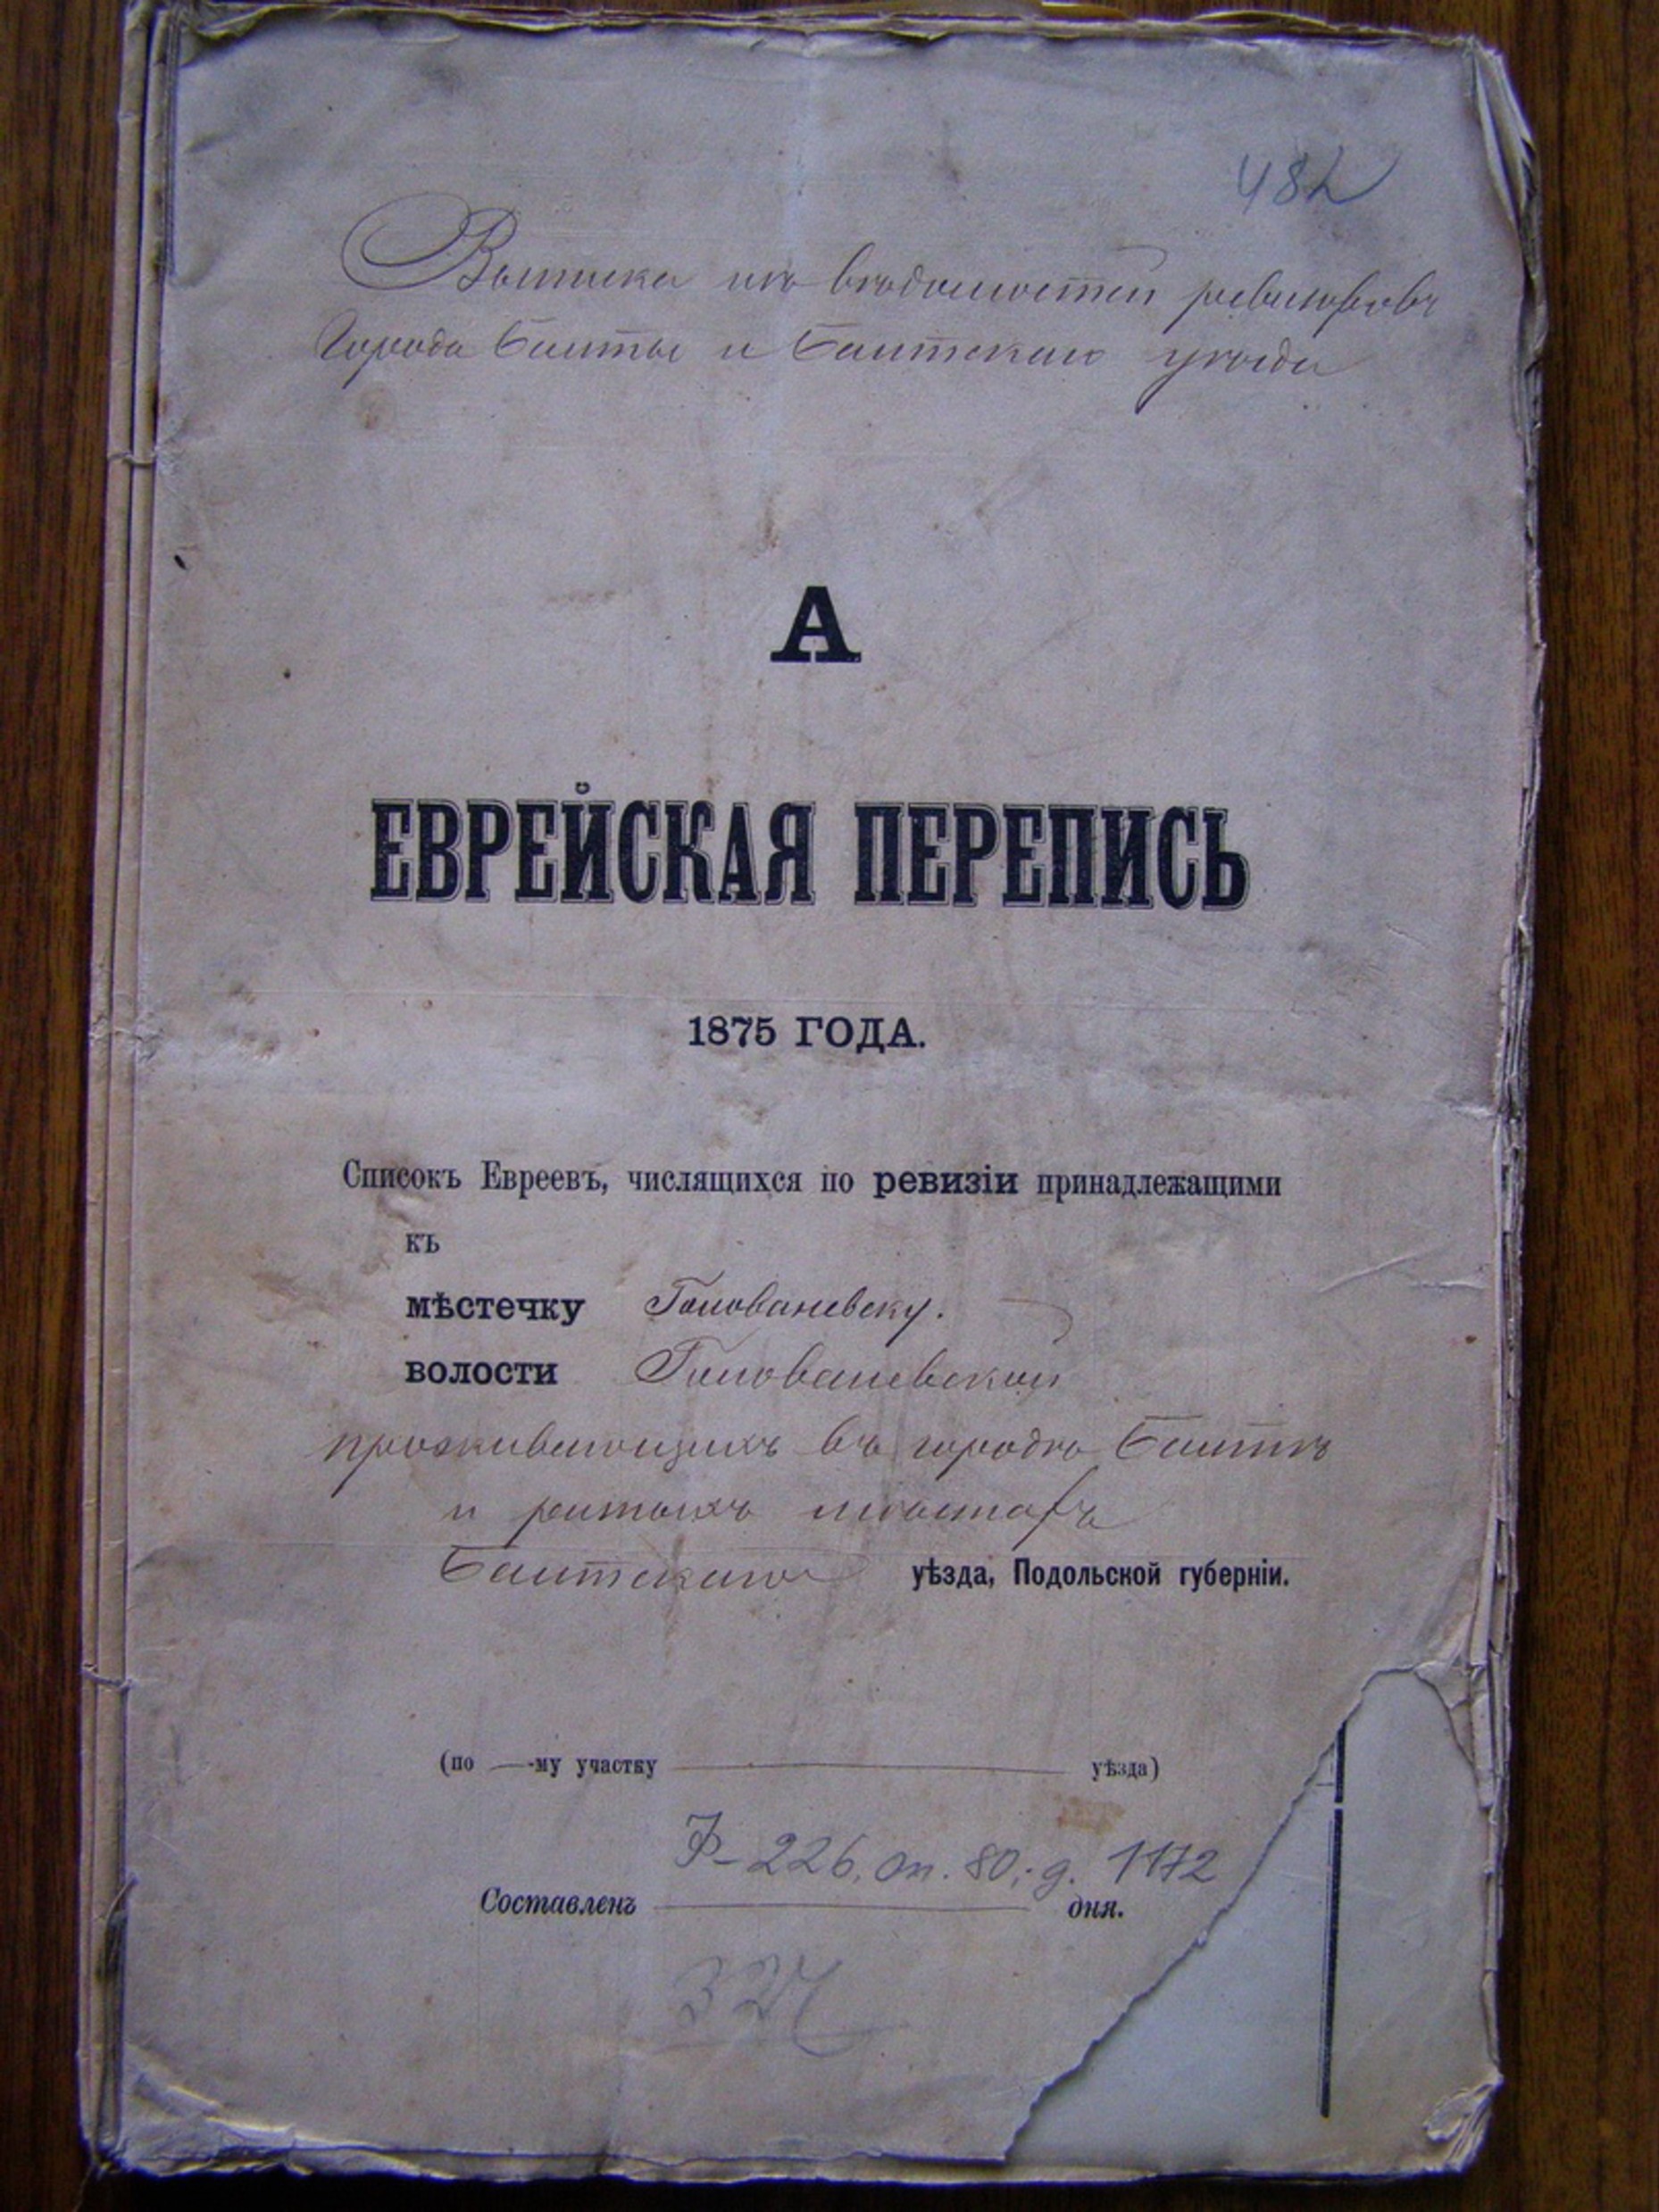 482
Выписка изъ вѣдомостей ревизоровъ
города Балты и Балтскаго уѣзда
А
ЕВРЕЙСКАЯ ПЕРЕПИСЬ
1875 ГОДА.
Списокъ Евреевъ, числящихся по ревизіи принадлежащими
къ
мѣстечку Голованевску.
волости Голованевской
проживающихъ въ городѣ Балтѣ
и разныхъ мѣстахъ
Балтскаго уѣзда, Подольской губерніи.
(по -му участку уѣзда)
Ф-226, оп. 80; д. 1172
Составленъ дня.
324